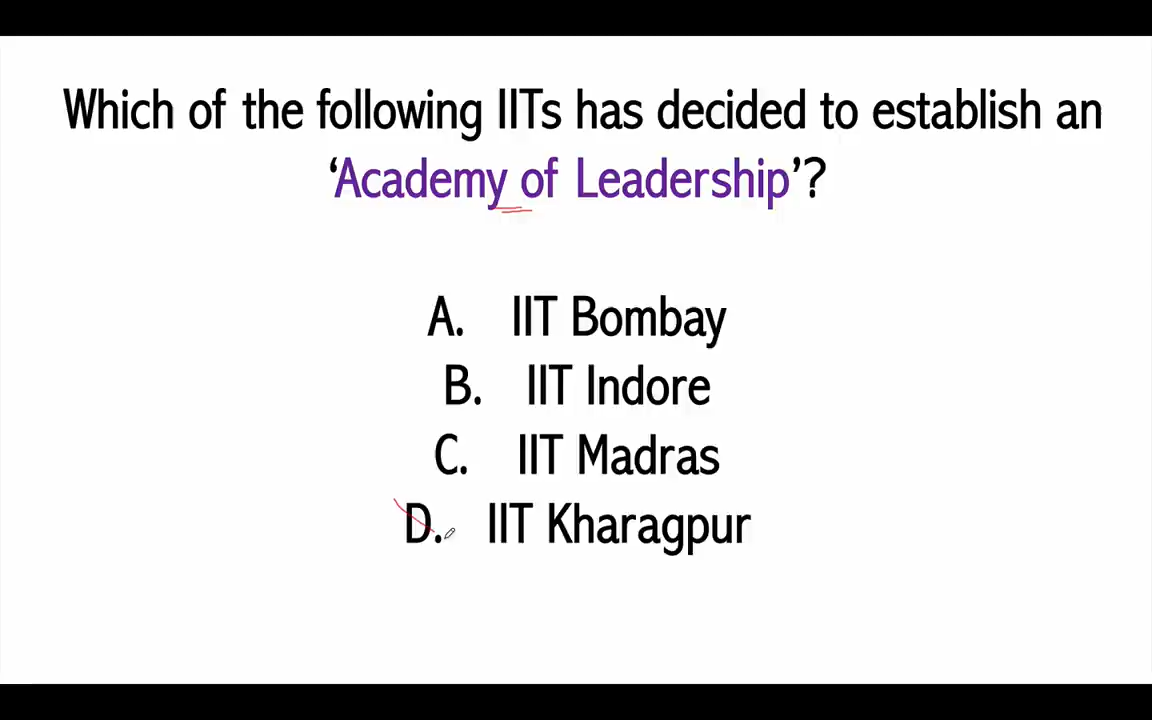 Which of the following IITs has decided to establish an
‘Academy of Leadership’?
A. IIT Bombay
B. IIT Indore
C. IIT Madras
D. IIT Kharagpur